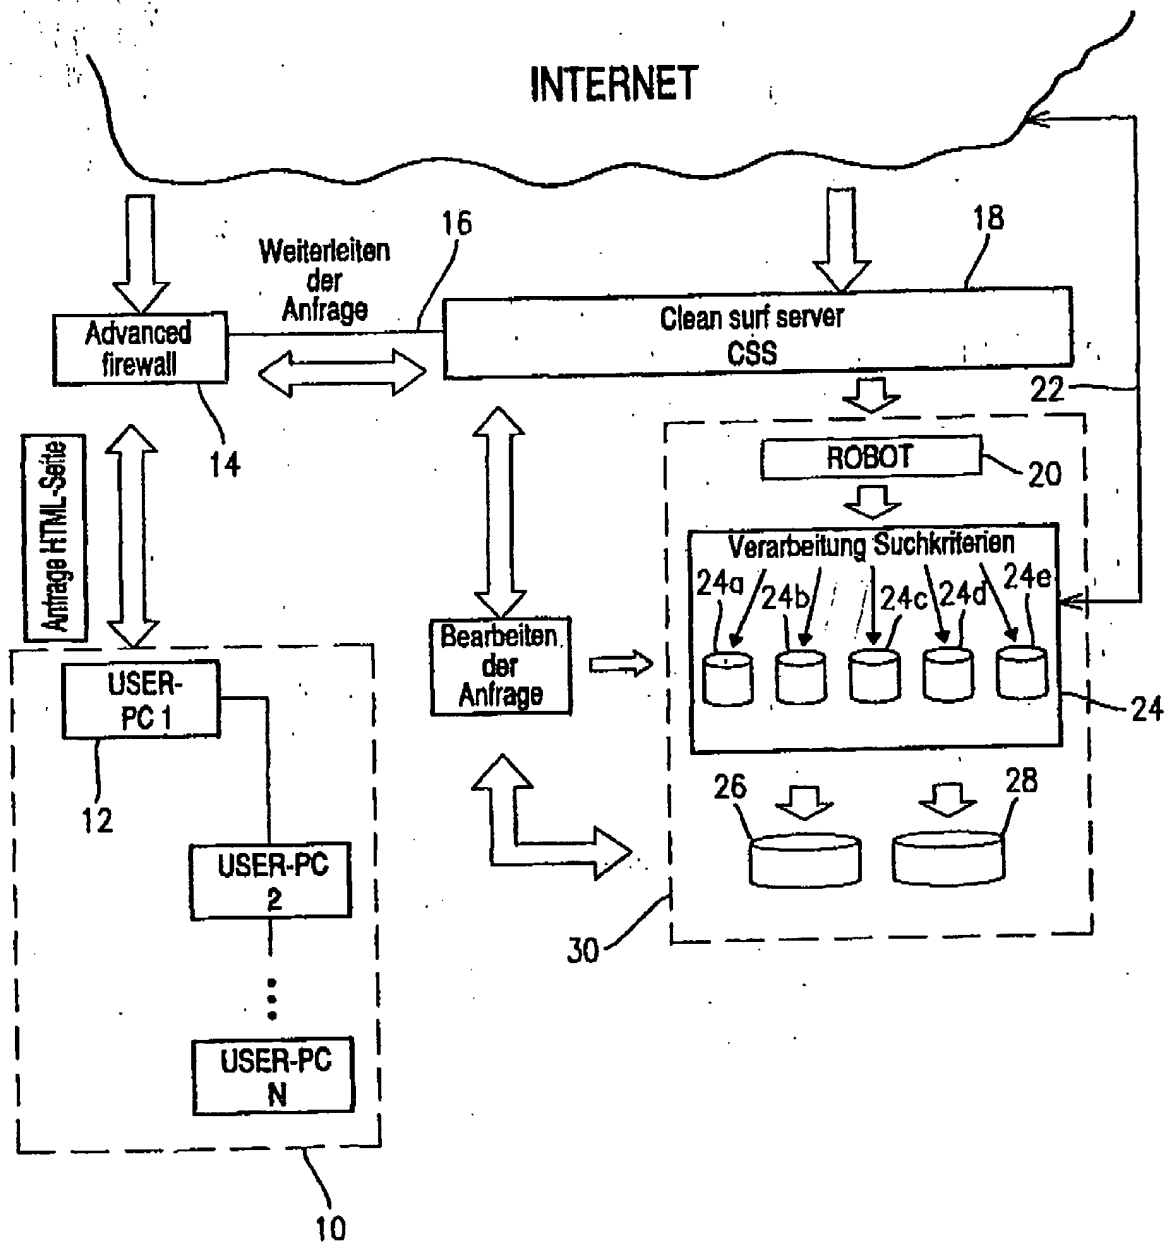 INTERNET
16
18
Weiterleiten
der
Anfrage
Advanced
firewall
Clean surf server
CSS
22
14
Anfrage HTML-Seite
ROBOT
20
Verarbeitung Suchkriterien
24a
24b
24c
24d
24e
Bearbeiten
der
Anfrage
USER-
PC 1
24
12
26
28
USER-PC
2
30
USER-PC
N
10